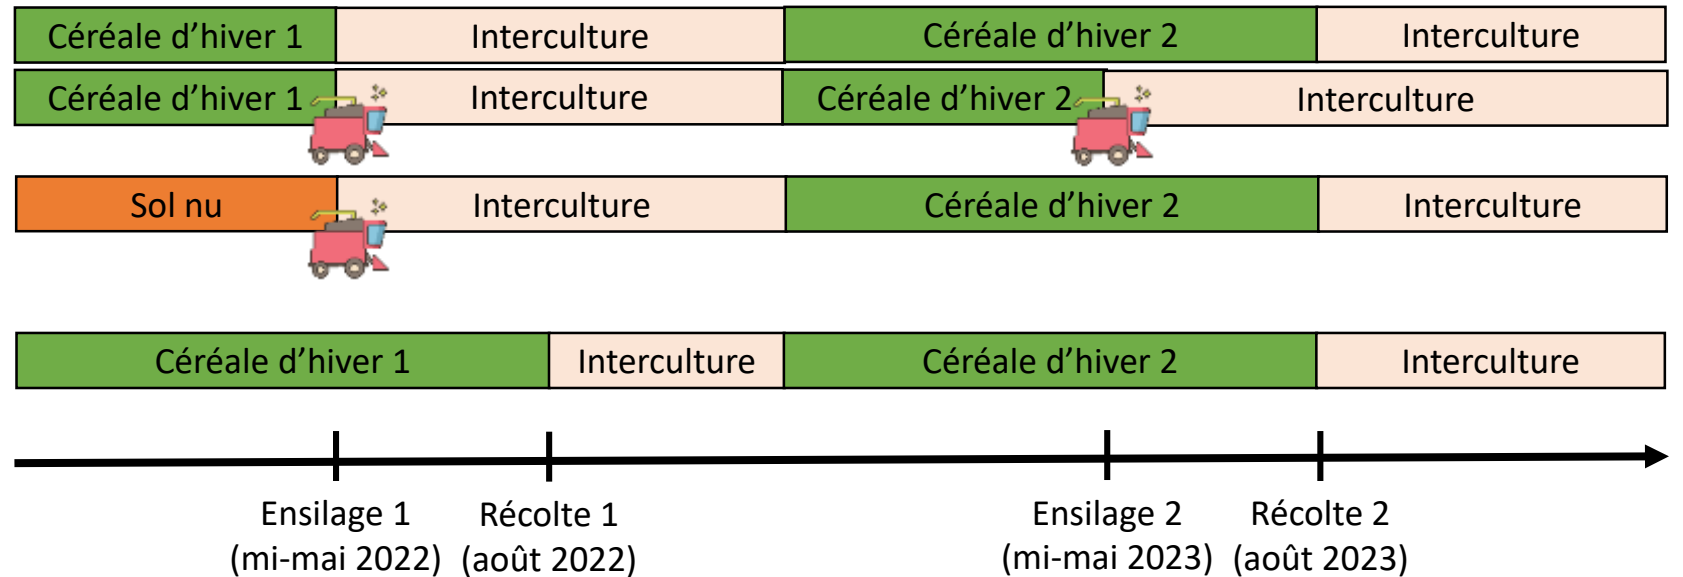 Céréale d’hiver 1 Interculture Céréale d’hiver 2 Interculture
Céréale d’hiver 1 Interculture Céréale d’hiver 2 Interculture
Sol nu Interculture Céréale d’hiver 2 Interculture
Céréale d’hiver 1 Interculture Céréale d’hiver 2 Interculture
Ensilage 1
(mi-mai 2022)
Récolte 1
(août 2022)
Ensilage 2
(mi-mai 2023)
Récolte 2
(août 2023)